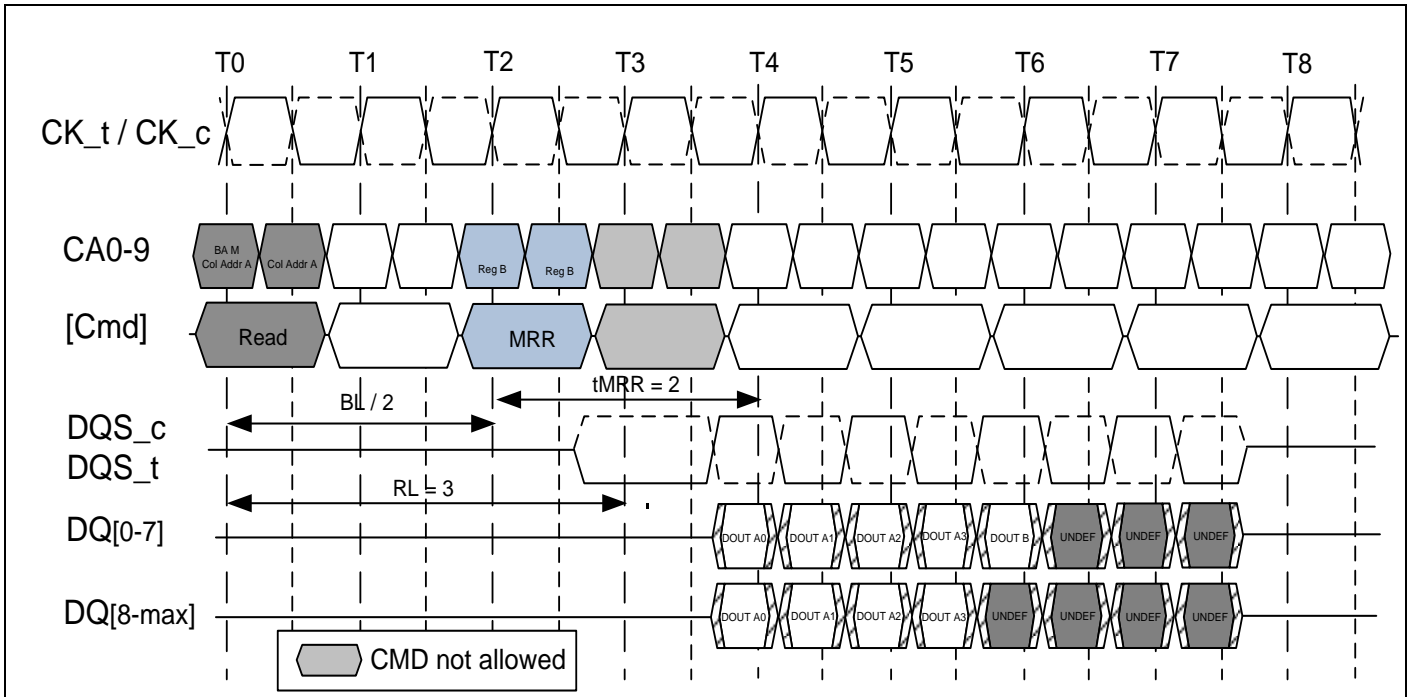 T0 T1 T2 T3 T4 T5 T6 T7 T8
CK_t / CK_c
CA0-9
BA M
Col Addr A
Col Addr A
Reg B
Reg B
[Cmd]
Read
MRR
tMRR = 2
BL / 2
DQS_c
DQS_t
RL = 3
DQ[0-7]
DOUT A0 DOUT A1 DOUT A2 DOUT A3 DOUT B UNDEF UNDEF UNDEF
DQ[8-max]
DOUT A0 DOUT A1 DOUT A2 DOUT A3 UNDEF UNDEF UNDEF UNDEF
CMD not allowed